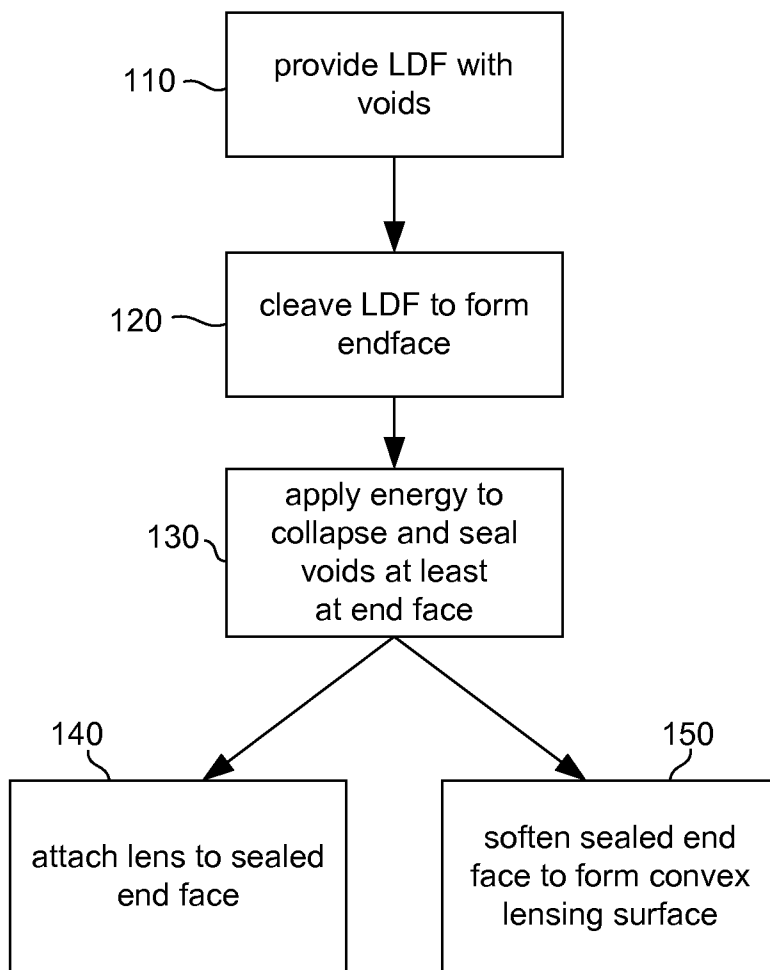 110
provide LDF with
voids
120
cleave LDF to form
endface
130
apply energy to
collapse and seal
voids at least
at end face
140
attach lens to sealed
end face
150
soften sealed end
face to form convex
lensing surface